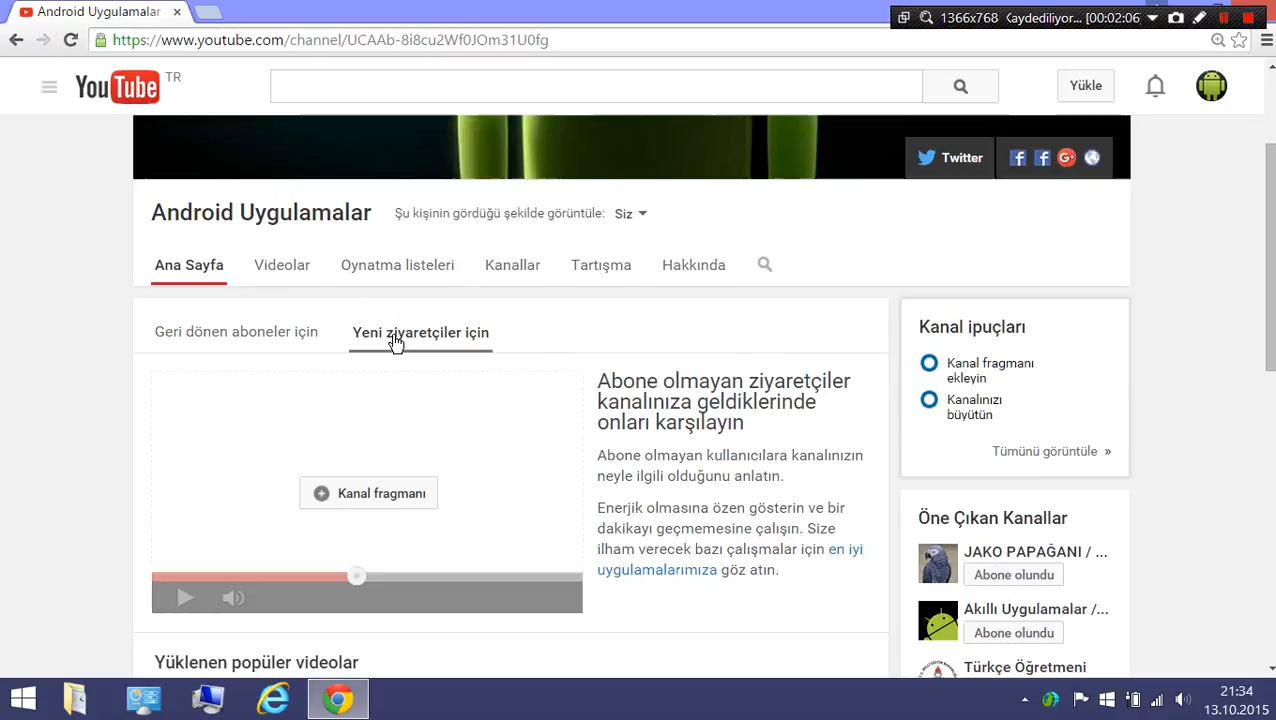 Android Uygulamalar
1366x768 Kaydediliyor... [00:02:06]
https://www.youtube.com/channel/UCAAb-8i8cu2Wf0JOm31U0fg
YouTube TR
Yükle
Twitter
Android Uygulamalar Şu kişinin gördüğü şekilde görüntüle: Siz
Ana Sayfa Videolar Oynatma listeleri Kanallar Tartışma Hakkında
Geri dönen aboneler için Yeni ziyaretçiler için
Abone olmayan ziyaretçiler
kanalınıza geldiklerinde
onları karşılayın
Abone olmayan kullanıcılara kanalınızın
neyle ilgili olduğunu anlatın.
Kanal fragmanı
Enerjik olmasına özen gösterin ve bir
dakikayı geçmemesine çalışın. Size
ilham verecek bazı çalışmalar için en iyi
uygulamalarımıza göz atın.
Yüklenen popüler videolar
Kanal ipuçları
Kanal fragmanı
ekleyin
Kanalınızı
büyütün
Tümünü görüntüle »
Öne Çıkan Kanallar
JAKO PAPAĞANI / ...
Abone olundu
Akıllı Uygulamalar /...
Abone olundu
Türkçe Öğretmeni
21:34
13.10.2015